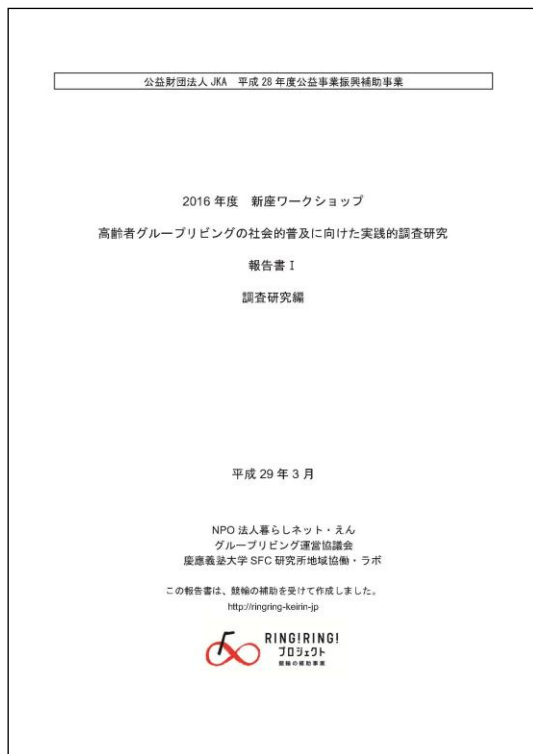 公益財団法人 JKA　平成 28 年度公益事業振興補助事業
2016 年度　新座ワークショップ
高齢者グループリビングの社会的普及に向けた実践的調査研究
報告書 I
調査研究編
平成 29 年 3 月
NPO 法人暮らしネット・えん
グループリビング運営協議会
慶應義塾大学 SFC 研究所地域協働・ラボ
この報告書は、競輪の補助を受けて作成しました。
http://ringring-keirin-jp
RING!RING!
プロジェクト
競輪の補助事業